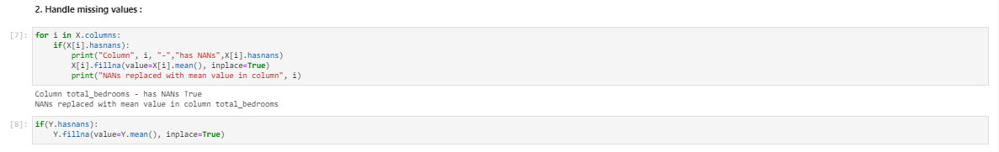 2. Handle missing values :
[7]: for i in X.columns:
if(X[i].hasnans):
print("Column", i, "-","has NANs",X[i].hasnans)
X[i].fillna(value=X[i].mean(), inplace=True)
print("NANs replaced with mean value in column", i)
Column total_bedrooms - has NANs True
NANs replaced with mean value in column total_bedrooms
[8]: if(Y.hasnans):
Y.fillna(value=Y.mean(), inplace=True)